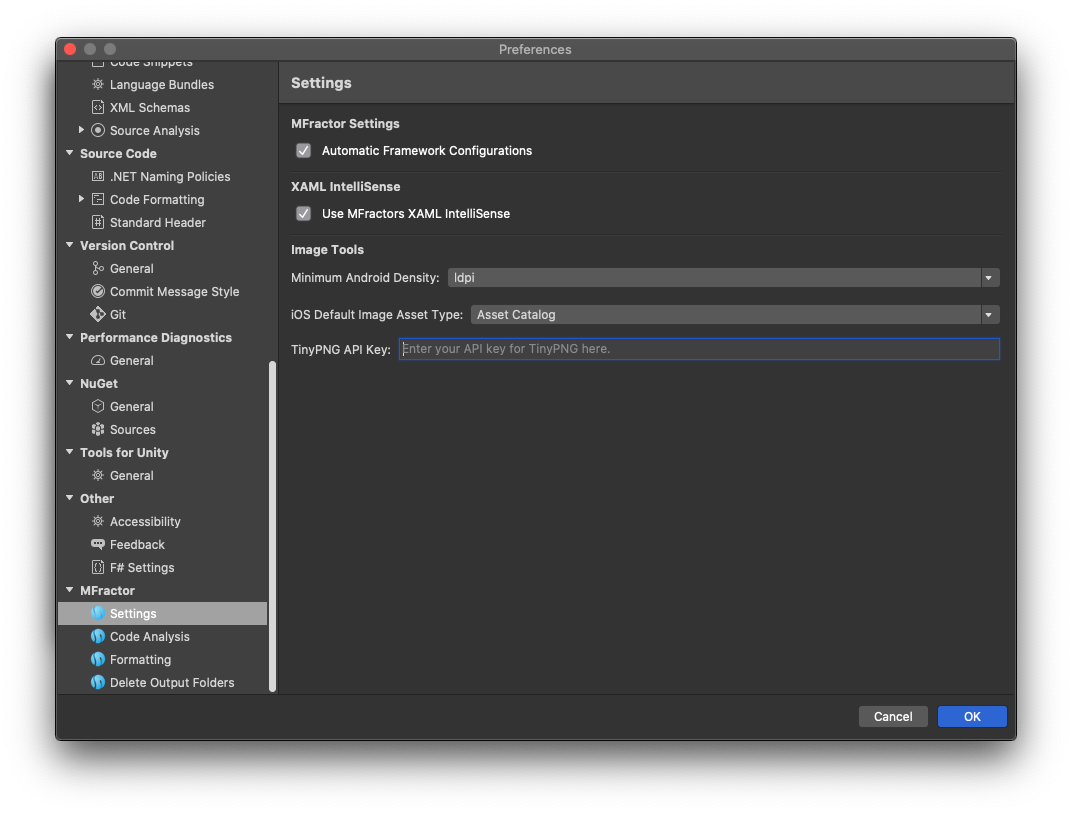 Preferences
Code Snippets
Language Bundles
XML Schemas
Source Analysis
Source Code
.NET Naming Policies
Code Formatting
Standard Header
Version Control
General
Commit Message Style
Git
Performance Diagnostics
General
NuGet
General
Sources
Tools for Unity
General
Other
Accessibility
Feedback
F# Settings
MFractor
Settings
Code Analysis
Formatting
Delete Output Folders
Settings
MFractor Settings
Automatic Framework Configurations
XAML IntelliSense
Use MFractors XAML IntelliSense
Image Tools
Minimum Android Density: ldpi
iOS Default Image Asset Type: Asset Catalog
TinyPNG API Key: Enter your API key for TinyPNG here.
Cancel OK